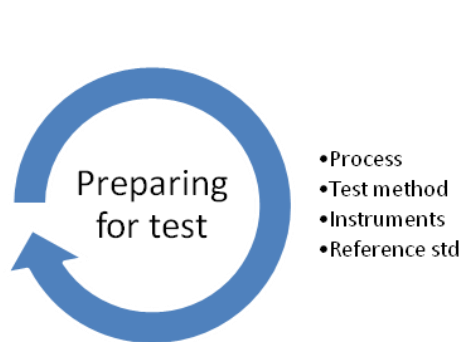 Preparing
for test
•Process
•Test method
•Instruments
•Reference std